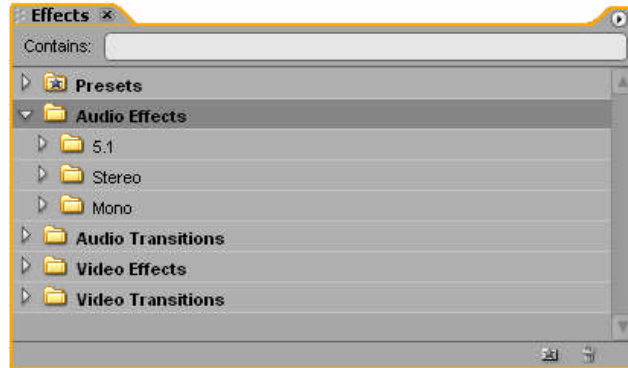 Effects
Contains:
Presets
Audio Effects
5.1
Stereo
Mono
Audio Transitions
Video Effects
Video Transitions